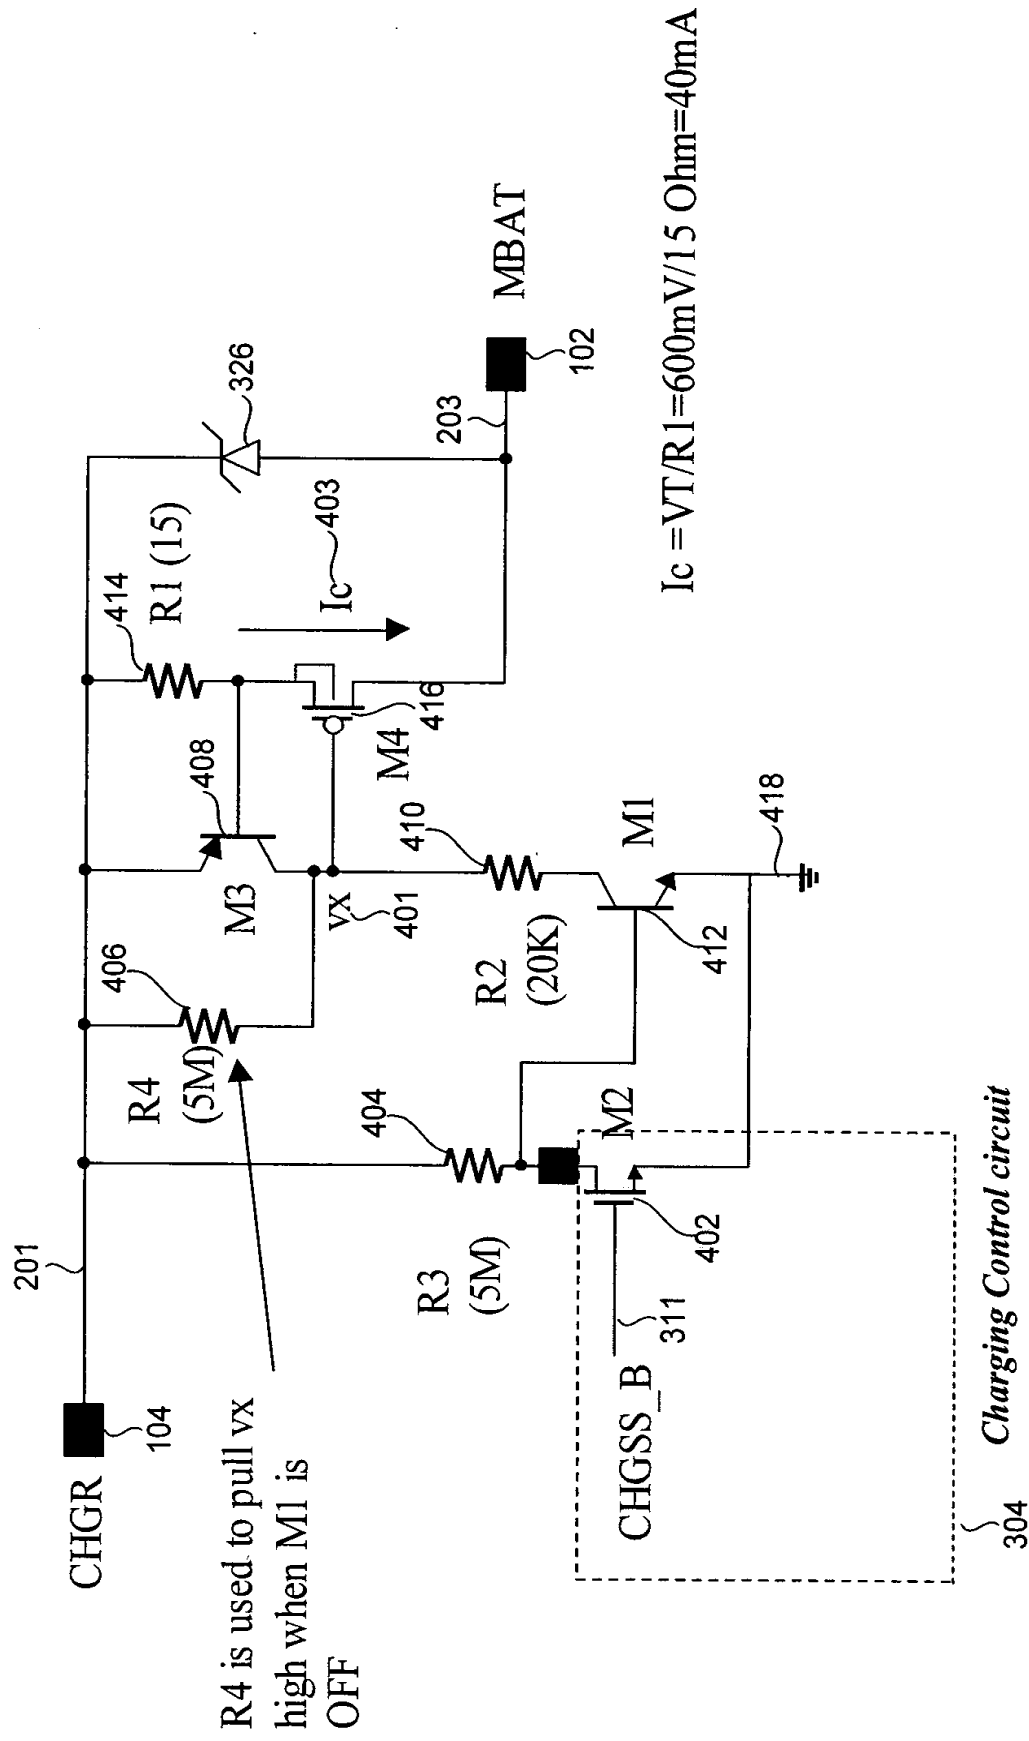 CHGR
104
201
R4 is used to pull vx
high when M1 is
OFF
R4
(5M)
406
M3
408
414
R1 (15)
326
Ic
403
R3
(5M)
404
vx
401
M4
416
203
MBAT
102
R2
(20K)
410
M1
412
418
M2
402
CHGSS_B
311
Ic =VT/R1=600mV/15 Ohm=40mA
Charging Control circuit
304